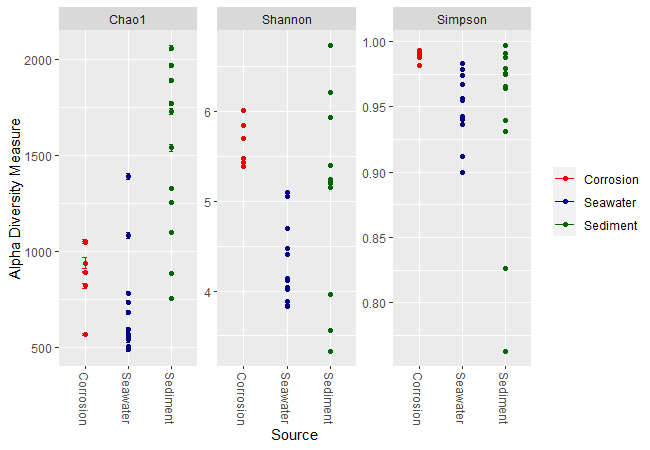 Chao1
Shannon
Simpson
Alpha Diversity Measure
2000
1500
1000
500
6
5
4
1.00
0.95
0.90
0.85
0.80
Corrosion
Seawater
Sediment
Corrosion
Seawater
Sediment
Corrosion
Seawater
Sediment
Source
Corrosion
Seawater
Sediment